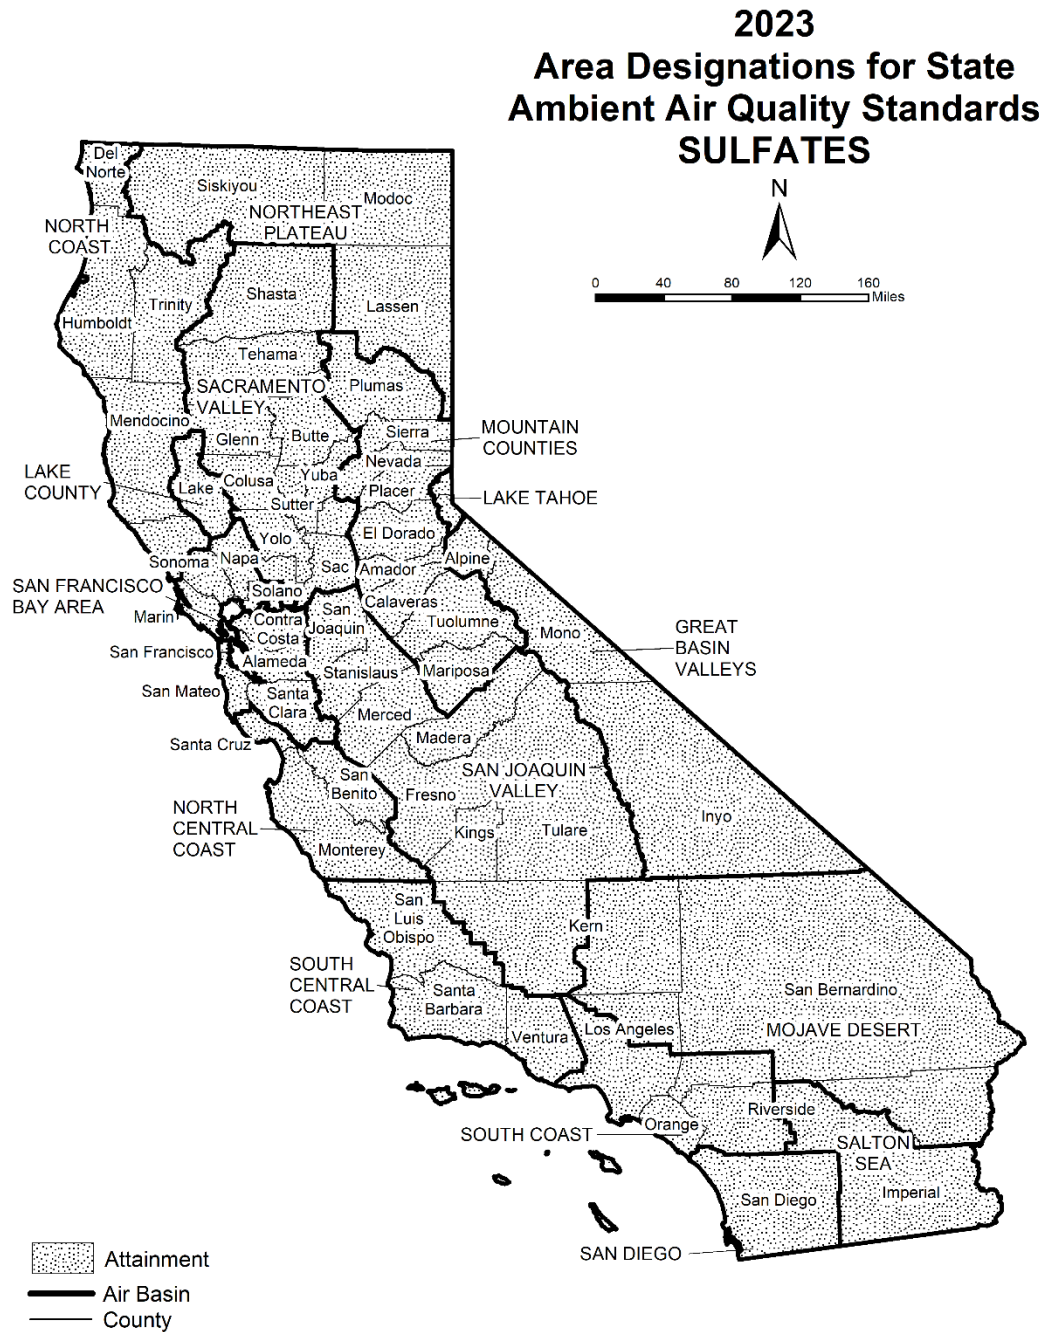 2023
Area Designations for State
Ambient Air Quality Standards
SULFATES
N
0 40 80 120 160
Miles
Del
Norte
Siskiyou
Modoc
NORTHEAST
PLATEAU
NORTH
COAST
Shasta
Trinity
Lassen
Humboldt
Tehama
SACRAMENTO
VALLEY
Plumas
Mendocino
Glenn
Butte
Sierra
MOUNTAIN
COUNTIES
Nevada
LAKE
COUNTY
Lake
Colusa
Yuba
Placer
LAKE TAHOE
Sutter
El Dorado
Yolo
Sonoma
Napa
Sac
Amador
Alpine
SAN FRANCISCO
BAY AREA
Solano
Calaveras
Marin
Contra
Costa
San
Joaquin
Tuolumne
Mono
GREAT
BASIN
VALLEYS
San Francisco
Alameda
Stanislaus
Mariposa
San Mateo
Santa
Clara
Merced
Santa Cruz
Madera
San
Benito
Fresno
SAN JOAQUIN
VALLEY
NORTH
CENTRAL
COAST
Kings
Tulare
Inyo
Monterey
San
Luis
Obispo
Kern
SOUTH
CENTRAL
COAST
Santa
Barbara
San Bernardino
Ventura
Los Angeles
MOJAVE DESERT
Riverside
Orange
SOUTH COAST
SALTON
SEA
San Diego
Imperial
SAN DIEGO
Attainment
Air Basin
County